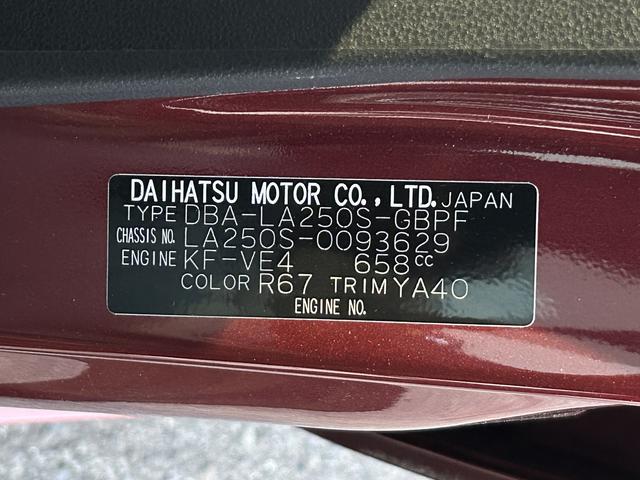 DAIHATSU MOTOR CO., LTD. JAPAN
TYPE DBA-LA250S-GBPF
CHASSIS NO. LA250S-0093629
ENGINE KF-VE4 658cc
COLOR R67 TRIM YA40
ENGINE NO.